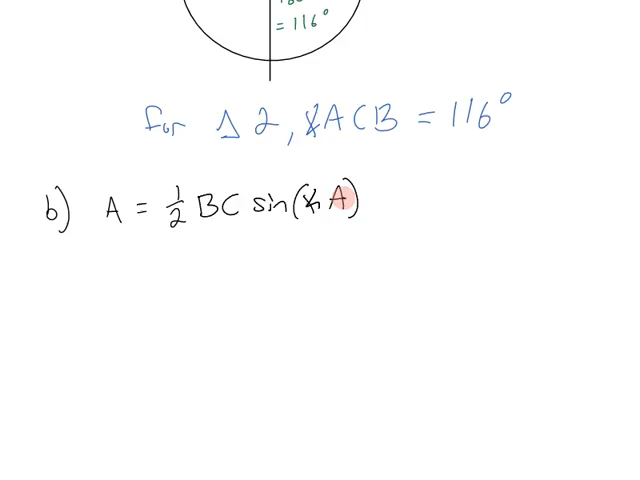 = 116°
for Δ 2, ∡ACB = 116°
b) A = 1/2 BC sin(∡A)